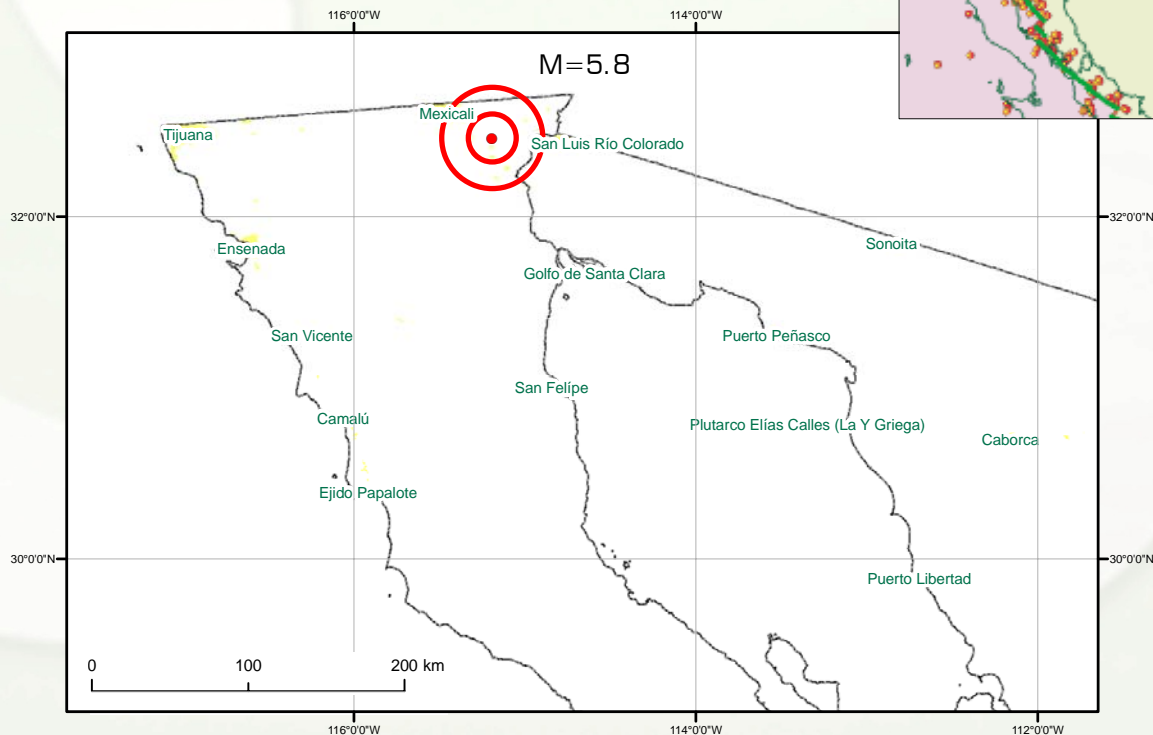 116°0'0"W
114°0'0"W
M=5.8
Mexicali
Tijuana
San Luis Río Colorado
32°0'0"N
32°0'0"N
Sonoita
Ensenada
Golfo de Santa Clara
San Vicente
Puerto Peñasco
San Felípe
Camalú
Plutarco Elías Calles (La Y Griega)
Caborca
Ejido Papalote
30°0'0"N
30°0'0"N
Puerto Libertad
0 100 200 km
116°0'0"W
114°0'0"W
112°0'0"W